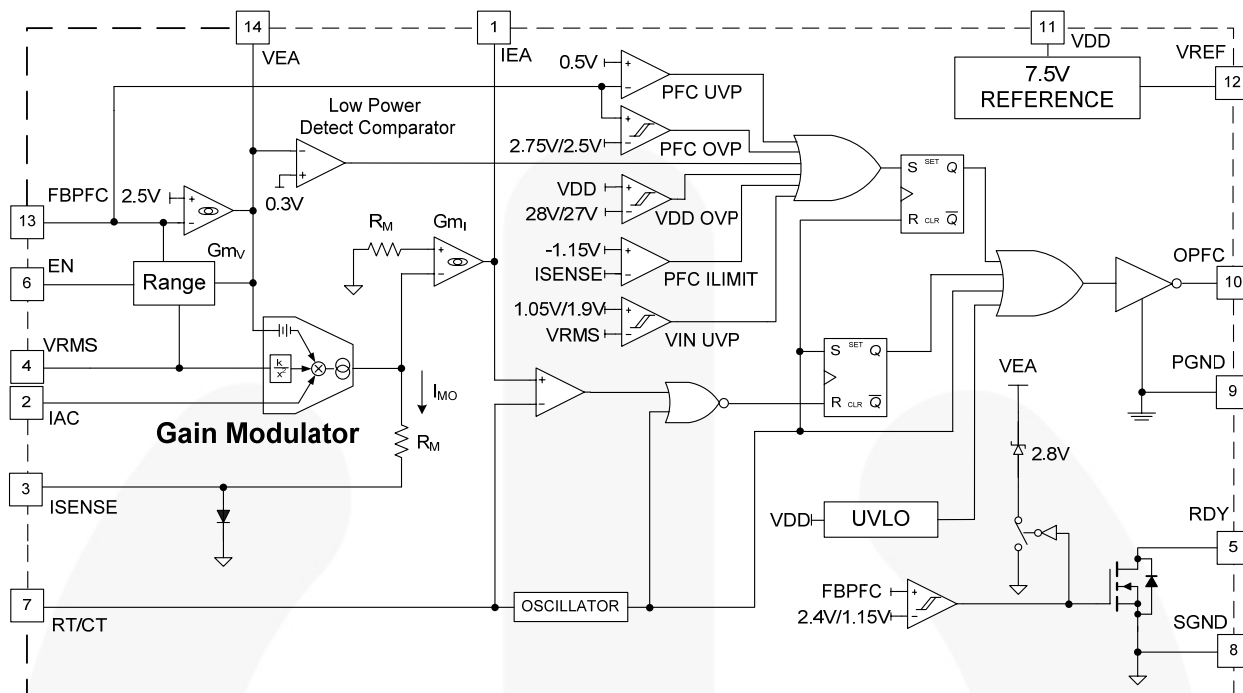 14
VEA
1
IEA
11
VDD
VREF
12
7.5V
REFERENCE
0.5V
PFC UVP
Low Power
Detect Comparator
2.75V/2.5V
PFC OVP
0.3V
VDD
28V/27V
VDD OVP
S SET Q
R CLR Q̅
FBPFC
13
2.5V
GmV
RM
GmI
-1.15V
ISENSE
PFC ILIMIT
EN
6
Range
1.05V/1.9V
VRMS
VIN UVP
OPFC
10
VRMS
4
k
x²
IMO
S SET Q
R CLR Q̅
VEA
PGND
9
2
IAC
Gain Modulator
RM
2.8V
3
ISENSE
VDD
UVLO
RDY
5
7
RT/CT
OSCILLATOR
FBPFC
2.4V/1.15V
SGND
8